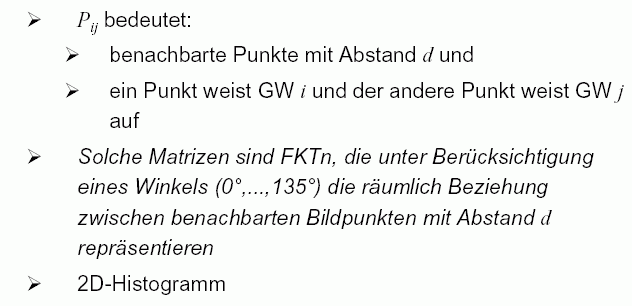 ➢ Pij bedeutet:
➢ benachbarte Punkte mit Abstand d und
➢ ein Punkt weist GW i und der andere Punkt weist GW j
auf
➢ Solche Matrizen sind FKTn, die unter Berücksichtigung
eines Winkels (0°,...,135°) die räumlich Beziehung
zwischen benachbarten Bildpunkten mit Abstand d
repräsentieren
➢ 2D-Histogramm